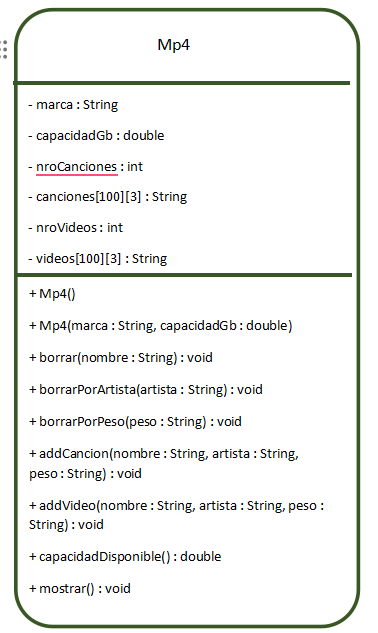 Mp4
- marca : String
- capacidadGb : double
- nroCanciones : int
- canciones[100][3] : String
- nroVideos : int
- videos[100][3] : String
+ Mp4()
+ Mp4(marca : String, capacidadGb : double)
+ borrar(nombre : String) : void
+ borrarPorArtista(artista : String) : void
+ borrarPorPeso(peso : String) : void
+ addCancion(nombre : String, artista : String,
peso : String) : void
+ addVideo(nombre : String, artista : String, peso :
String) : void
+ capacidadDisponible() : double
+ mostrar() : void